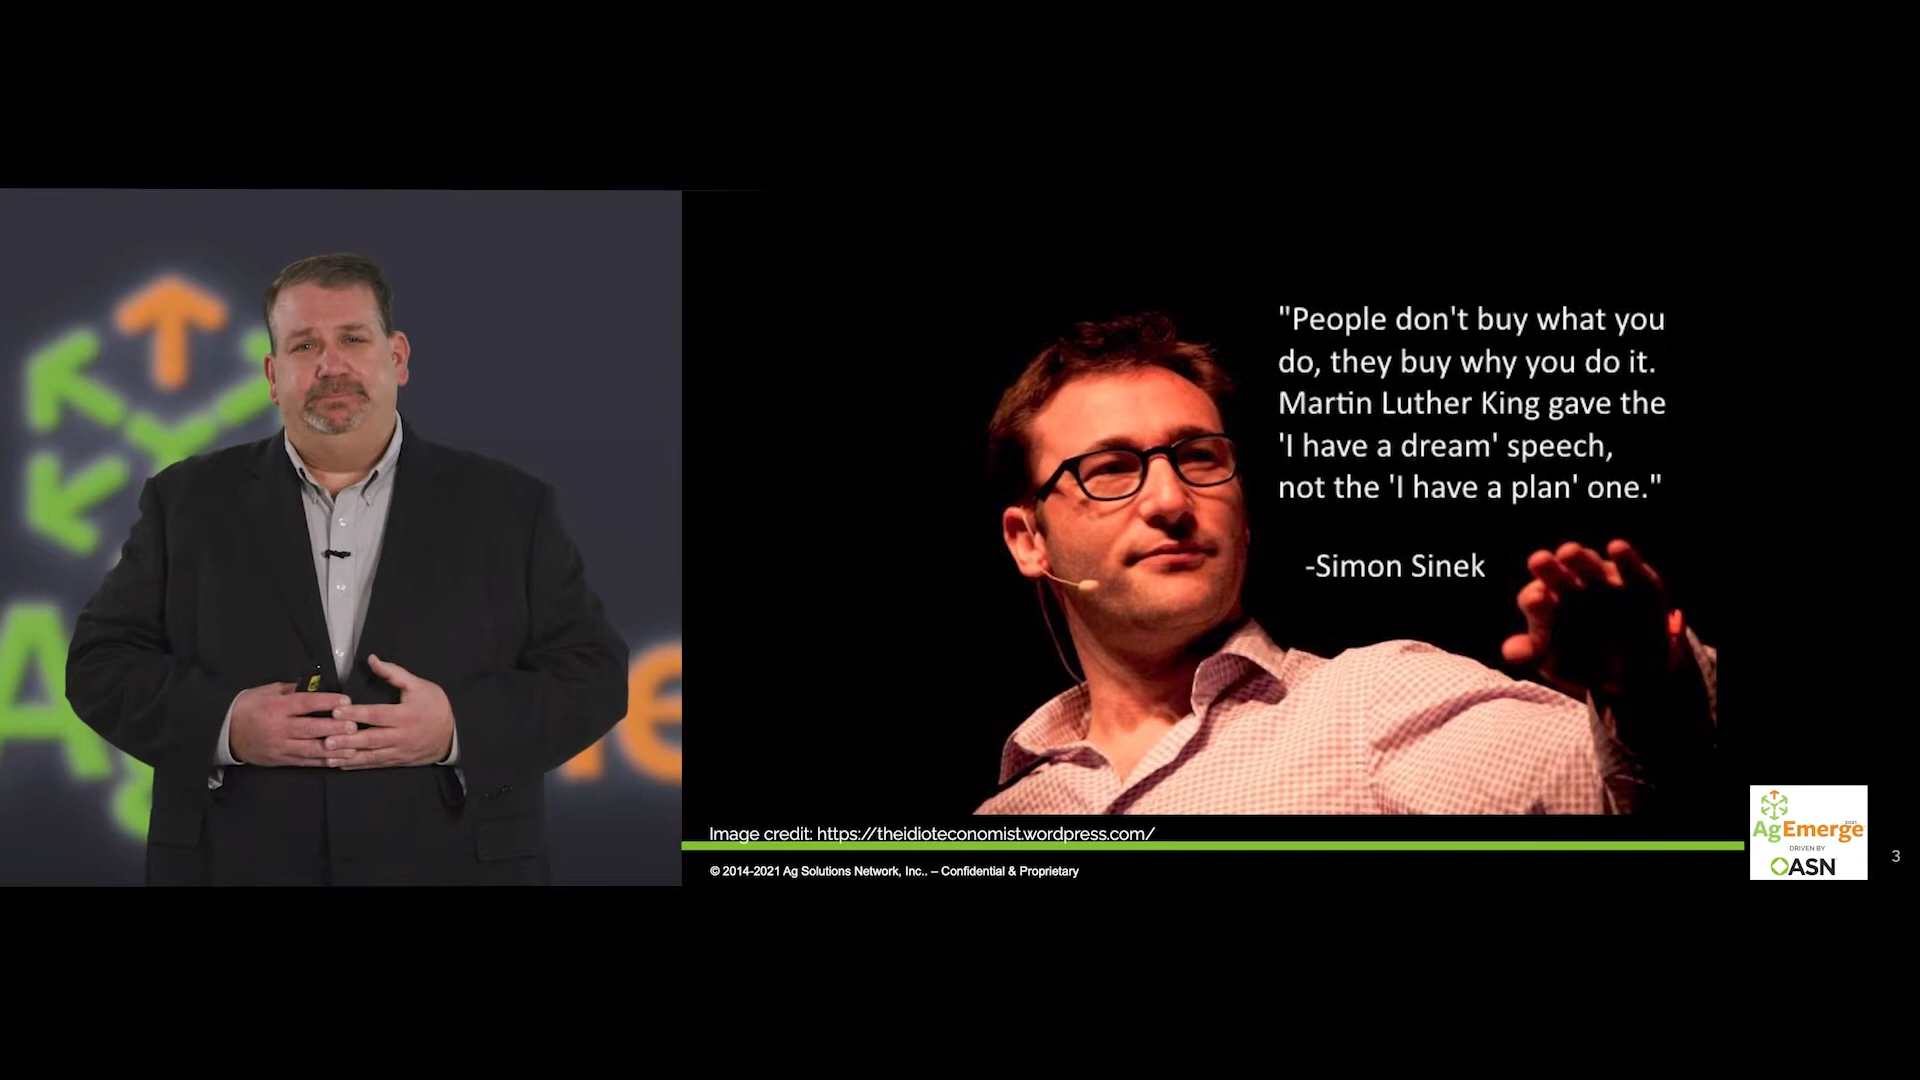 "People don't buy what you
do, they buy why you do it.
Martin Luther King gave the
'I have a dream' speech,
not the 'I have a plan' one."
-Simon Sinek
Image credit: https://theidioteconomist.wordpress.com/
© 2014-2021 Ag Solutions Network, Inc.. – Confidential & Proprietary
2021
AgEmerge
DRIVEN BY
ASN
3